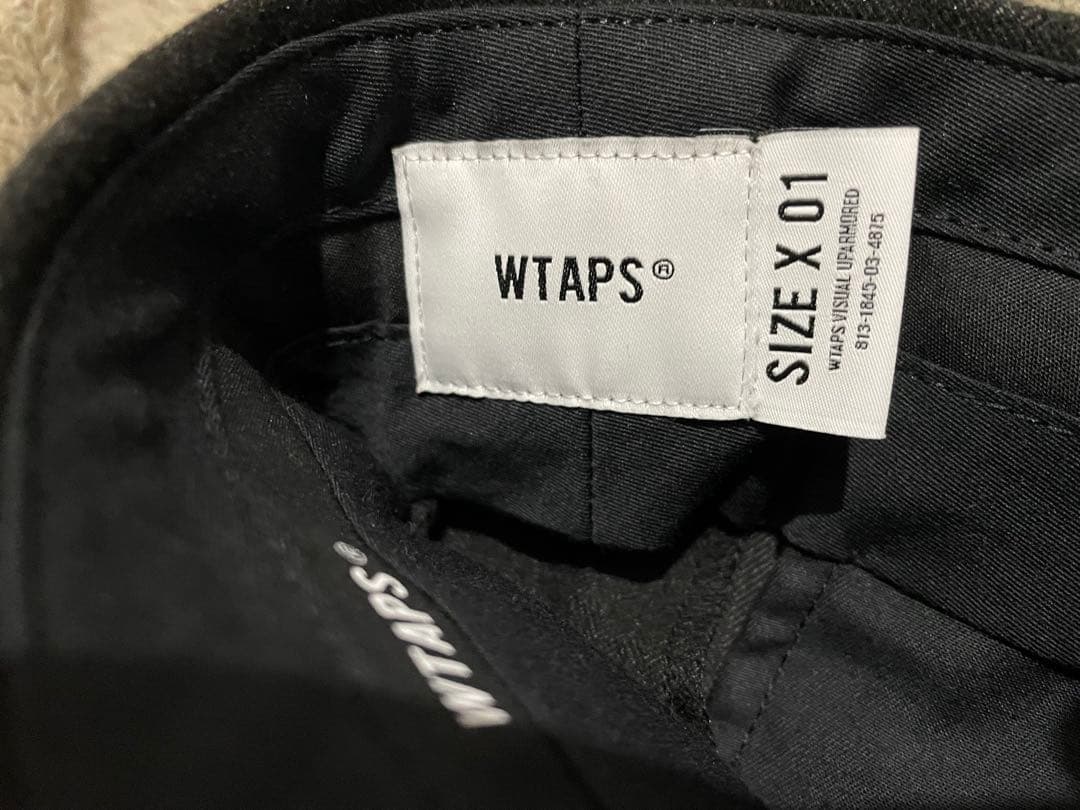 WTAPS®
SIZE X 01
WTAPS VISUAL UPARMORED
813-1845-03-4875
WTAPS®